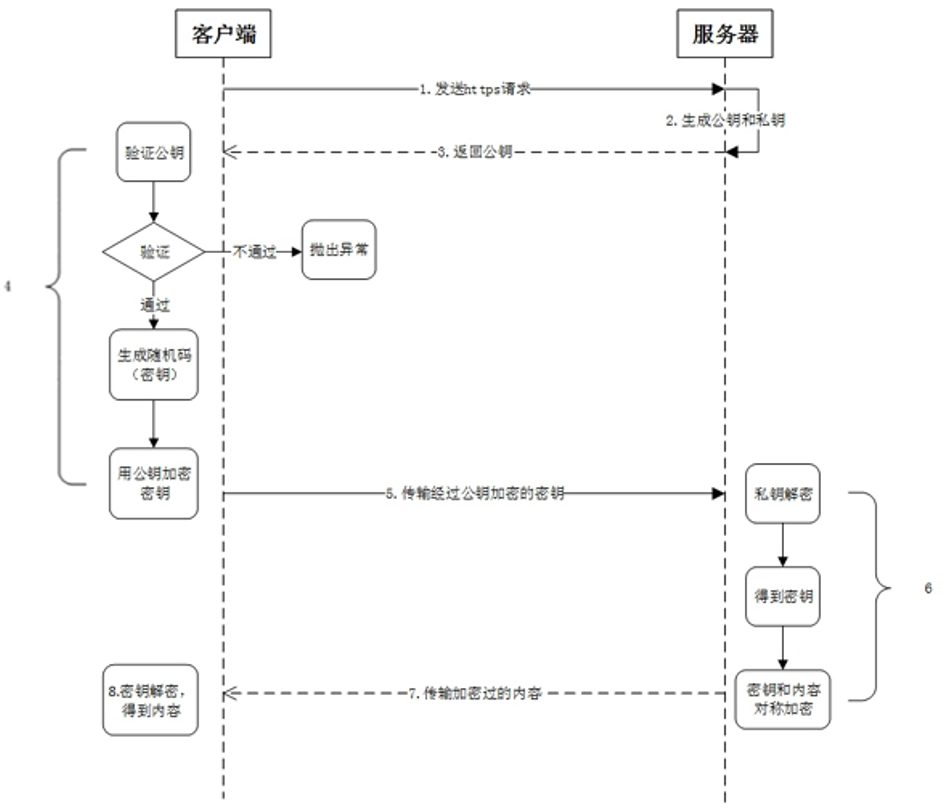 客户端
服务器
1.发送https请求
2.生成公钥和私钥
3.返回公钥
验证公钥
验证
不通过
抛出异常
通过
4
生成随机码
（密钥）
用公钥加密
密钥
5.传输经过公钥加密的密钥
私钥解密
得到密钥
6
密钥和内容
对称加密
7.传输加密过的内容
8.密钥解密，
得到内容